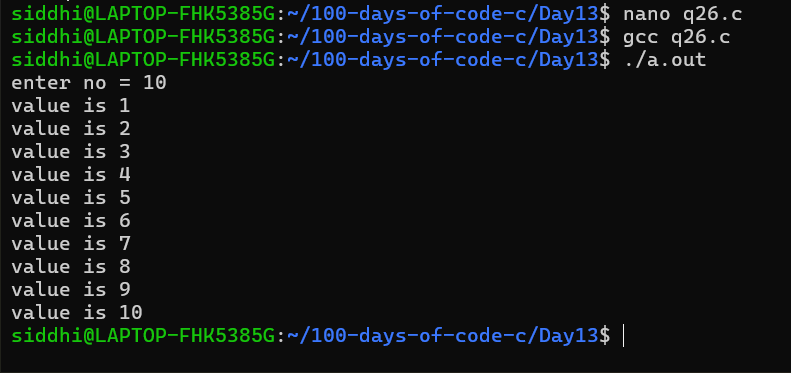 siddhi@LAPTOP-FHK5385G:~/100-days-of-code-c/Day13$ nano q26.c
siddhi@LAPTOP-FHK5385G:~/100-days-of-code-c/Day13$ gcc q26.c
siddhi@LAPTOP-FHK5385G:~/100-days-of-code-c/Day13$ ./a.out
enter no = 10
value is 1
value is 2
value is 3
value is 4
value is 5
value is 6
value is 7
value is 8
value is 9
value is 10
siddhi@LAPTOP-FHK5385G:~/100-days-of-code-c/Day13$